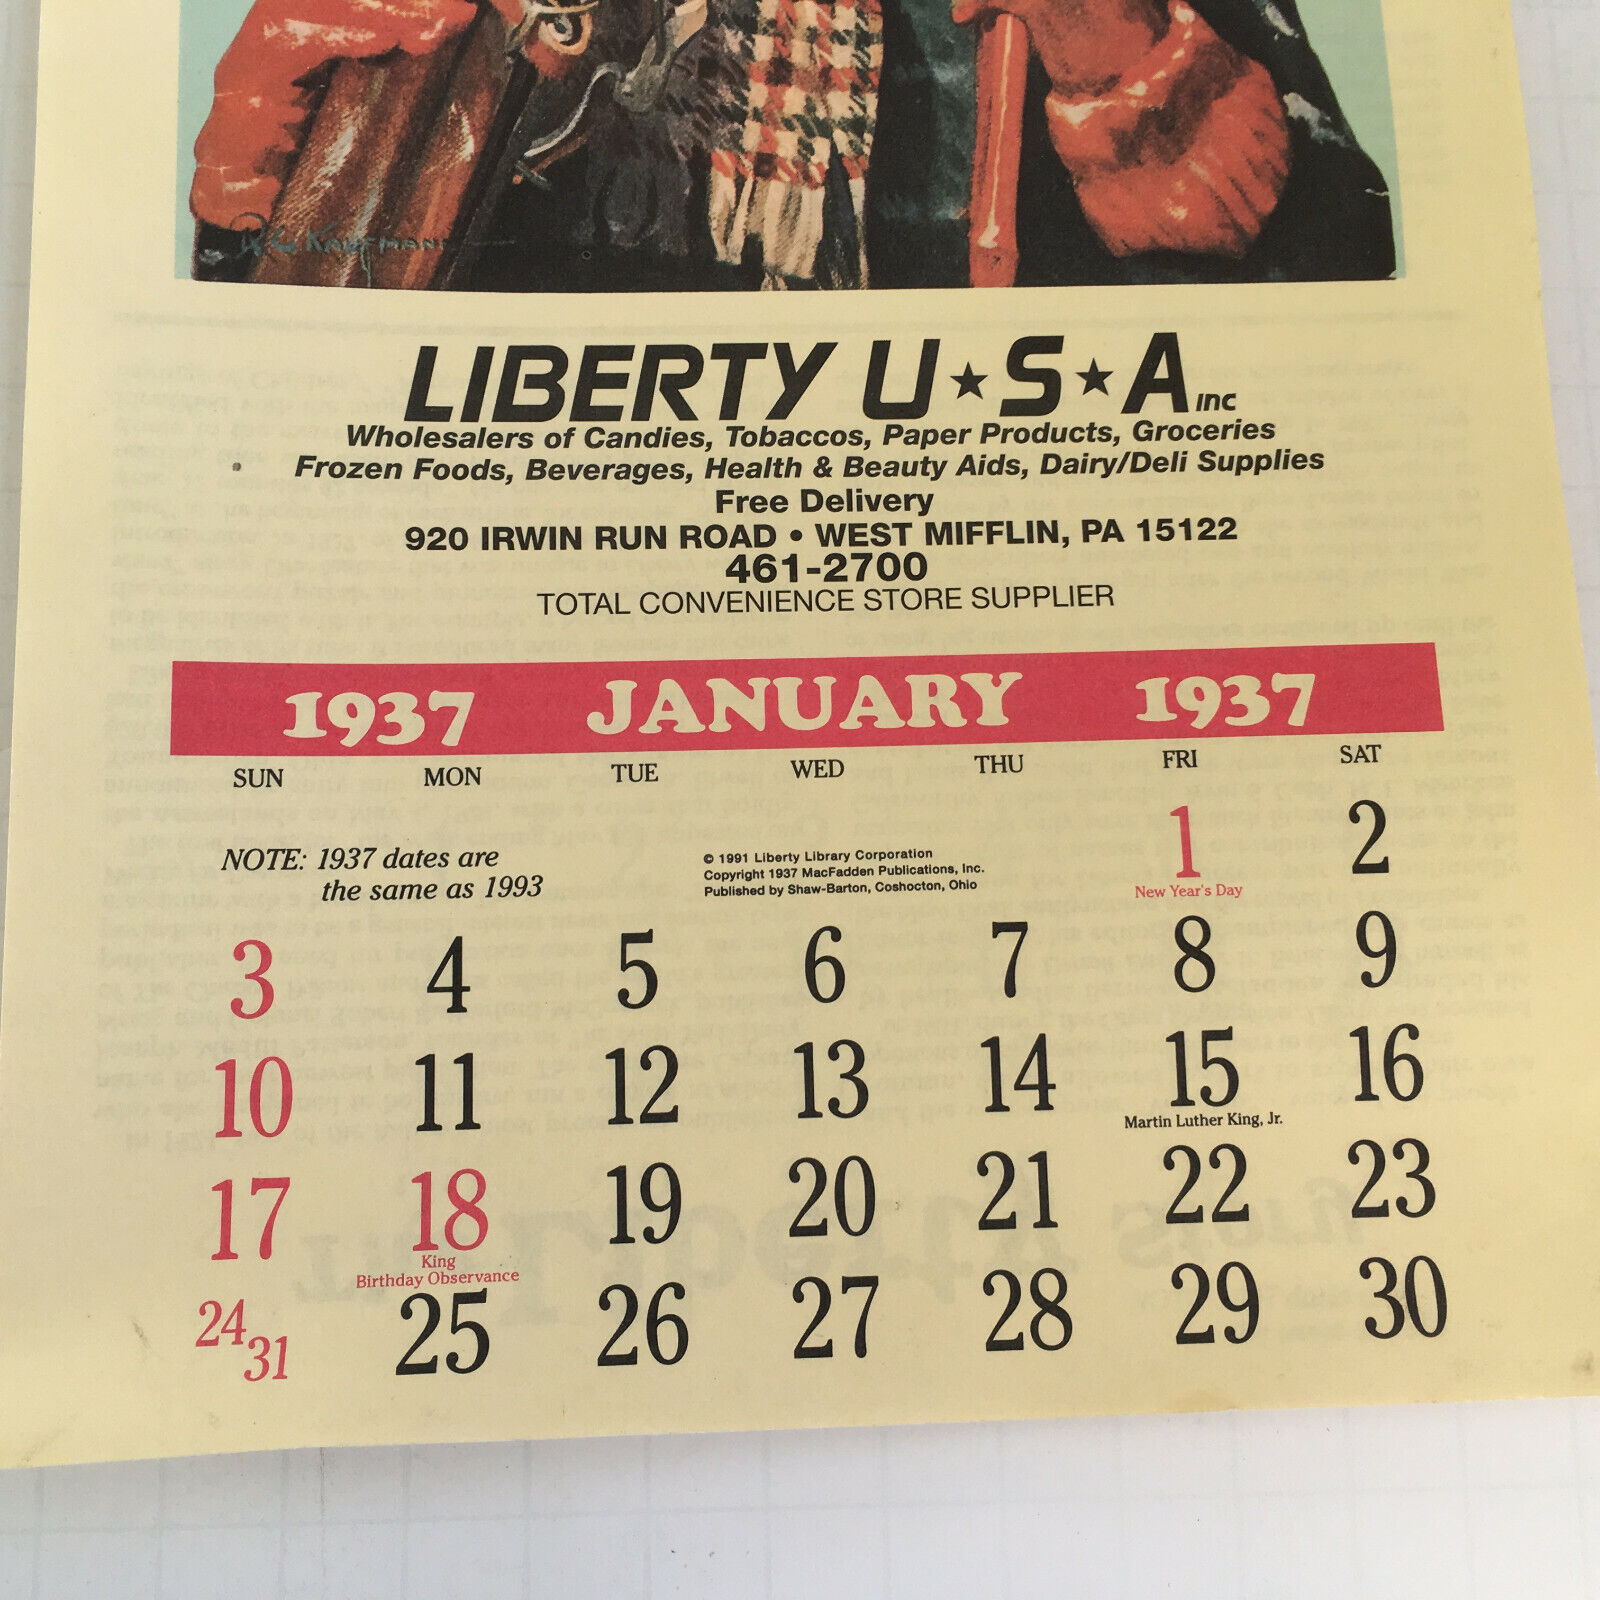 R C KAUFMANN
LIBERTY U★S★A INC
Wholesalers of Candies, Tobaccos, Paper Products, Groceries
Frozen Foods, Beverages, Health & Beauty Aids, Dairy/Deli Supplies
Free Delivery
920 IRWIN RUN ROAD • WEST MIFFLIN, PA 15122
461-2700
TOTAL CONVENIENCE STORE SUPPLIER
1937 JANUARY 1937
SUN MON TUE WED THU FRI SAT
1 2
New Year's Day
NOTE: 1937 dates are
the same as 1993
© 1991 Liberty Library Corporation
Copyright 1937 MacFadden Publications, Inc.
Published by Shaw-Barton, Coshocton, Ohio
3 4 5 6 7 8 9
10 11 12 13 14 15 16
Martin Luther King, Jr.
17 18 19 20 21 22 23
King
Birthday Observance
24 31 25 26 27 28 29 30